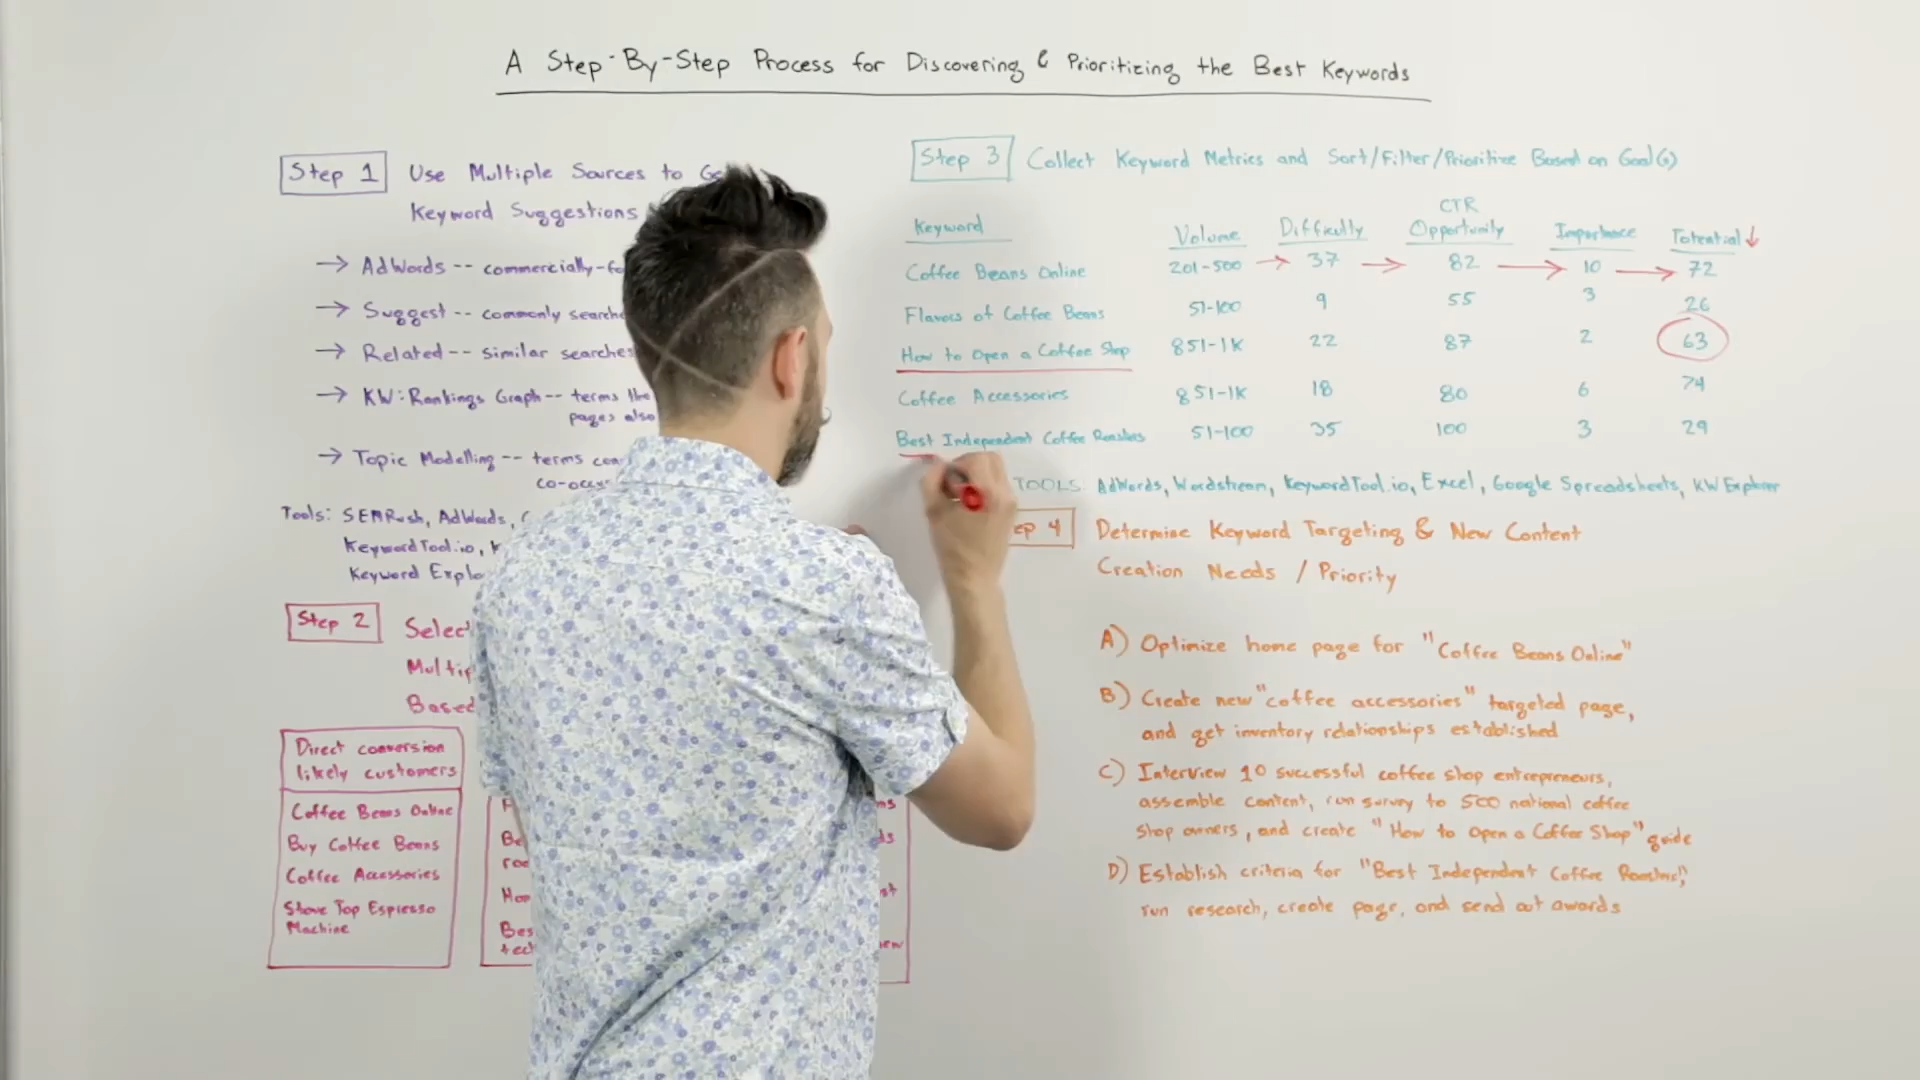 A Step-By-Step Process for Discovering & Prioritizing the Best Keywords
Step 1 Use Multiple Sources to
Keyword Suggestions
→ AdWords -- commercially-
→ Suggest -- commonly
→ Related -- similar searches
→ KW:Rankings Graph -- terms
pages also
→ Topic Modelling -- terms
Tools: SEMRush, AdWords,
KeywordTool.io,
Keyword
Step 2
Based
Direct conversion
likely customers
Coffee Beans Online
Buy Coffee Beans
Coffee Accessories
Stove Top Espresso
Machine
Step 3 Collect Keyword Metrics and Sort/Filter/Prioritize Based on Goal(s)
Keyword Volume Difficulty CTR Opportunity Importance Potential ↓
Coffee Beans Online 201-500 → 37 → 82 → 10 → 72
Flavors of Coffee Beans 51-100 9 55 3 26
How to Open a Coffee Shop 851-1K 22 87 2 63
Coffee Accessories 851-1K 18 80 6 74
Best Independent Coffee Roasters 51-100 35 100 3 29
TOOLS: AdWords, Wordstream, KeywordTool.io, Excel, Google Spreadsheets, KW Explorer
4 Determine Keyword Targeting & New Content
Creation Needs / Priority
A) Optimize home page for "Coffee Beans Online"
B) Create new "coffee accessories" targeted page,
and get inventory relationships established
C) Interview 10 successful coffee shop entrepreneurs,
assemble content, run survey to 500 national coffee
shop owners, and create "How to Open a Coffee Shop" guide
D) Establish criteria for "Best Independent Coffee Roasters",
run research, create page, and send out awards